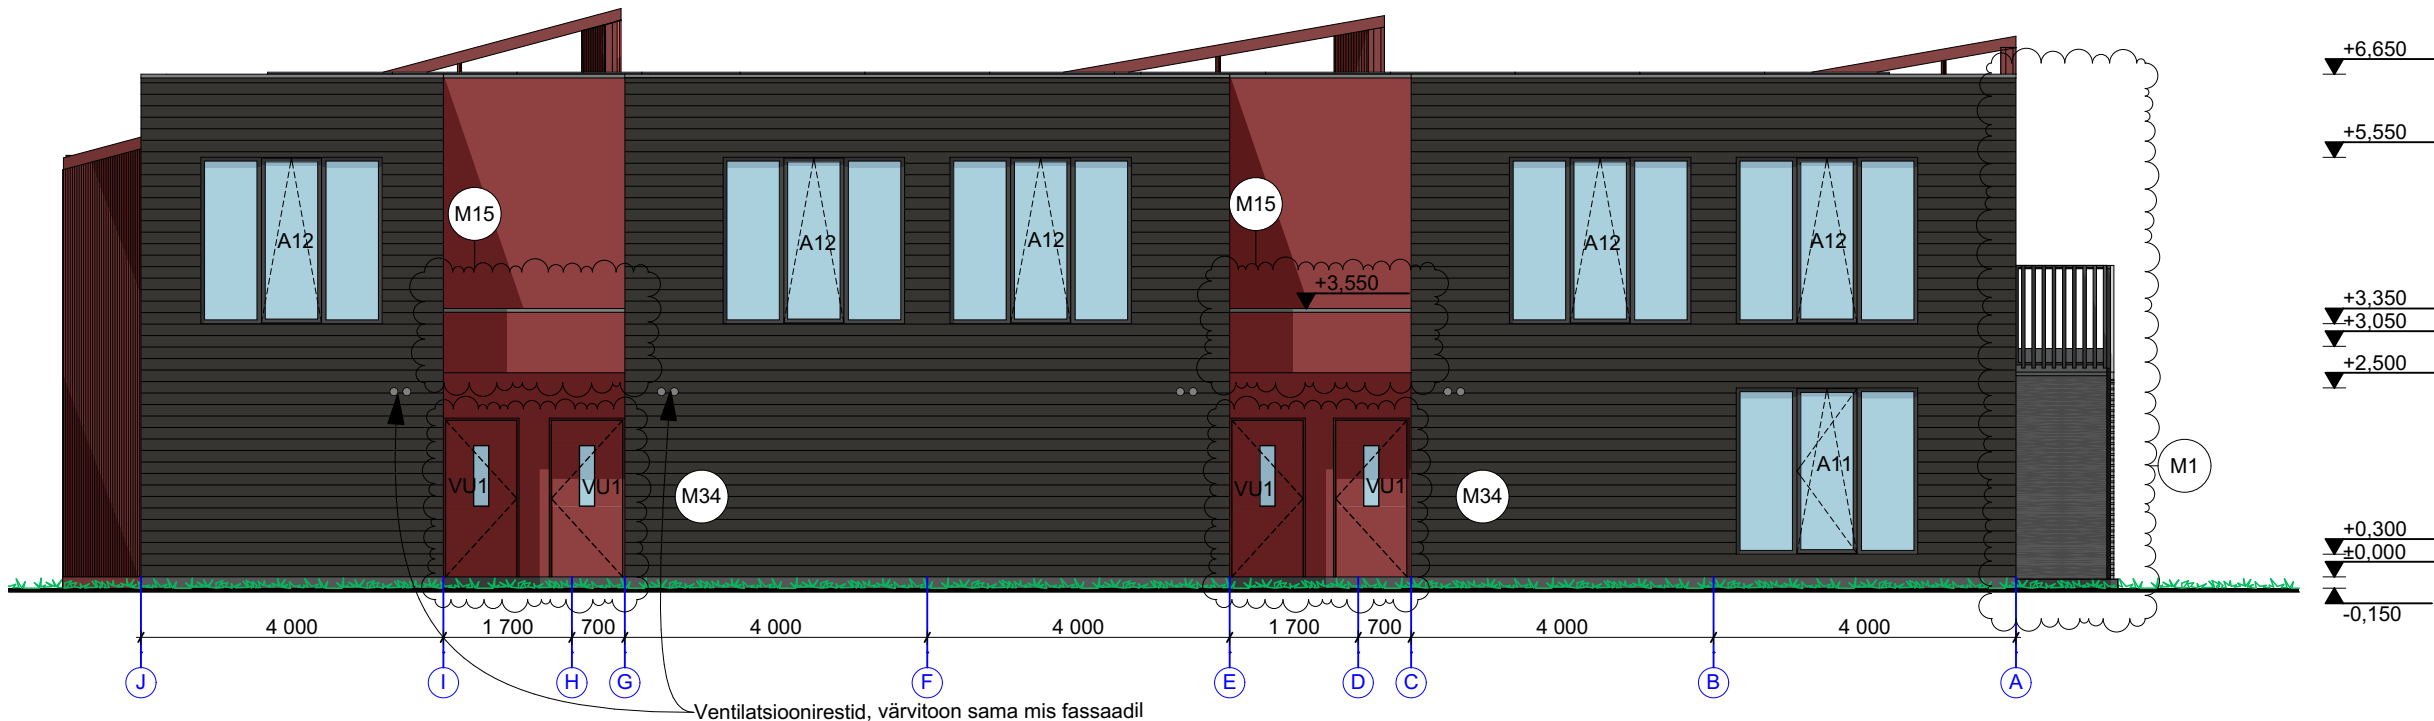 +6,650
+5,550
M15
M15
A12
A12
A12
A12
A12
+3,550
+3,350
+3,050
+2,500
VU1
VU1
M34
VU1
VU1
M34
A11
M1
+0,300
±0,000
-0,150
4 000
1 700
700
4 000
4 000
1 700
700
4 000
4 000
J
I
H
G
F
E
D
C
B
A
Ventilatsioonirestid, värvitoon sama mis fassaadil